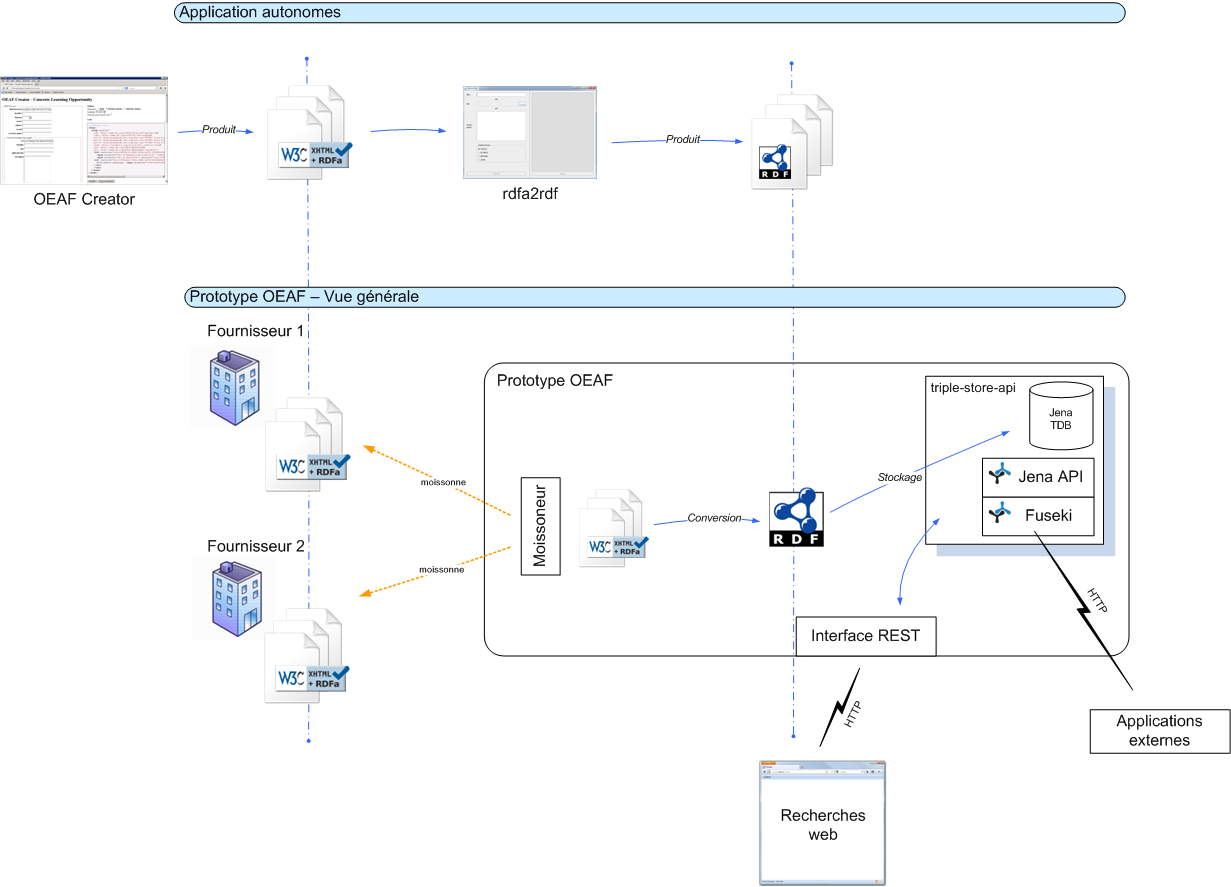 Application autonomes
OEAF Creator - Concrete Learning Opportunity
Produit
W3C XHTML + RDFa
Produit
RDF
OEAF Creator
rdfa2rdf
Prototype OEAF – Vue générale
Fournisseur 1
W3C XHTML + RDFa
moissonne
Fournisseur 2
W3C XHTML + RDFa
moissonne
Prototype OEAF
Moissoneur
W3C XHTML + RDFa
Conversion
RDF
Stockage
triple-store-api
Jena
TDB
Jena API
Fuseki
Interface REST
HTTP
HTTP
Applications
externes
Recherches
web